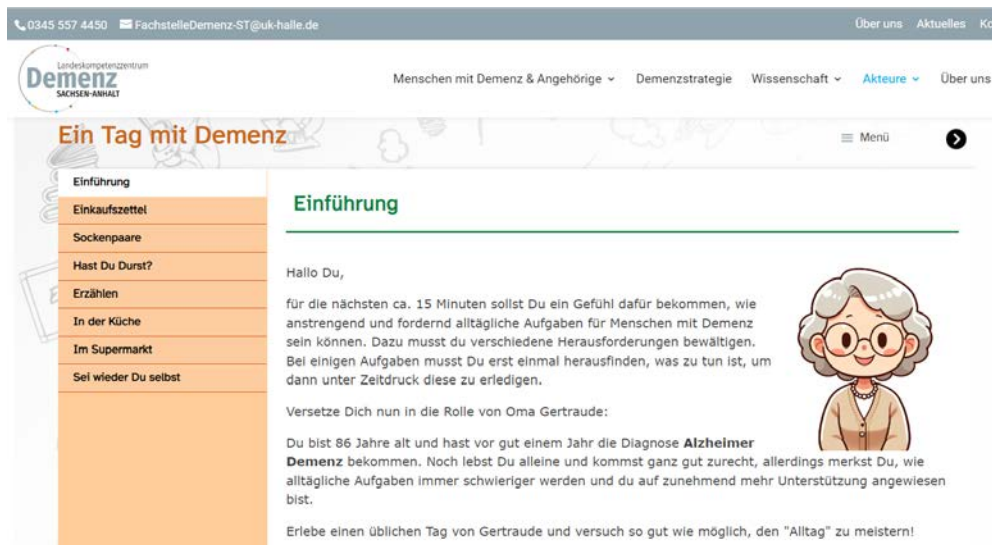 0345 557 4450 FachstelleDemenz-ST@uk-halle.de Über uns Aktuelles
Landeskompetenzzentrum
Demenz
SACHSEN-ANHALT
Menschen mit Demenz & Angehörige Demenzstrategie Wissenschaft Akteure Über uns
Ein Tag mit Demenz
Menü
Einführung
Einkaufszettel
Sockenpaare
Hast Du Durst?
Erzählen
In der Küche
Im Supermarkt
Sei wieder Du selbst
Einführung
Hallo Du,
für die nächsten ca. 15 Minuten sollst Du ein Gefühl dafür bekommen, wie
anstrengend und fordernd alltägliche Aufgaben für Menschen mit Demenz
sein können. Dazu musst du verschiedene Herausforderungen bewältigen.
Bei einigen Aufgaben musst Du erst einmal herausfinden, was zu tun ist, um
dann unter Zeitdruck diese zu erledigen.
Versetze Dich nun in die Rolle von Oma Gertraude:
Du bist 86 Jahre alt und hast vor gut einem Jahr die Diagnose Alzheimer
Demenz bekommen. Noch lebst Du alleine und kommst ganz gut zurecht, allerdings merkst Du, wie
alltägliche Aufgaben immer schwieriger werden und du auf zunehmend mehr Unterstützung angewiesen
bist.
Erlebe einen üblichen Tag von Gertraude und versuch so gut wie möglich, den "Alltag" zu meistern!